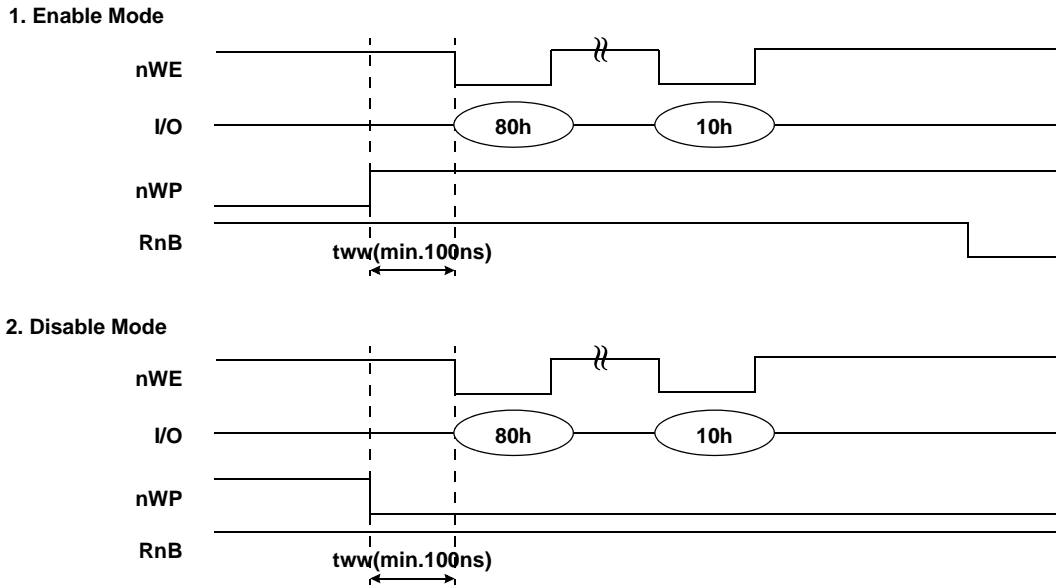 1. Enable Mode
nWE
I/O
80h
10h
nWP
RnB
tww(min.100ns)
2. Disable Mode
nWE
I/O
80h
10h
nWP
RnB
tww(min.100ns)